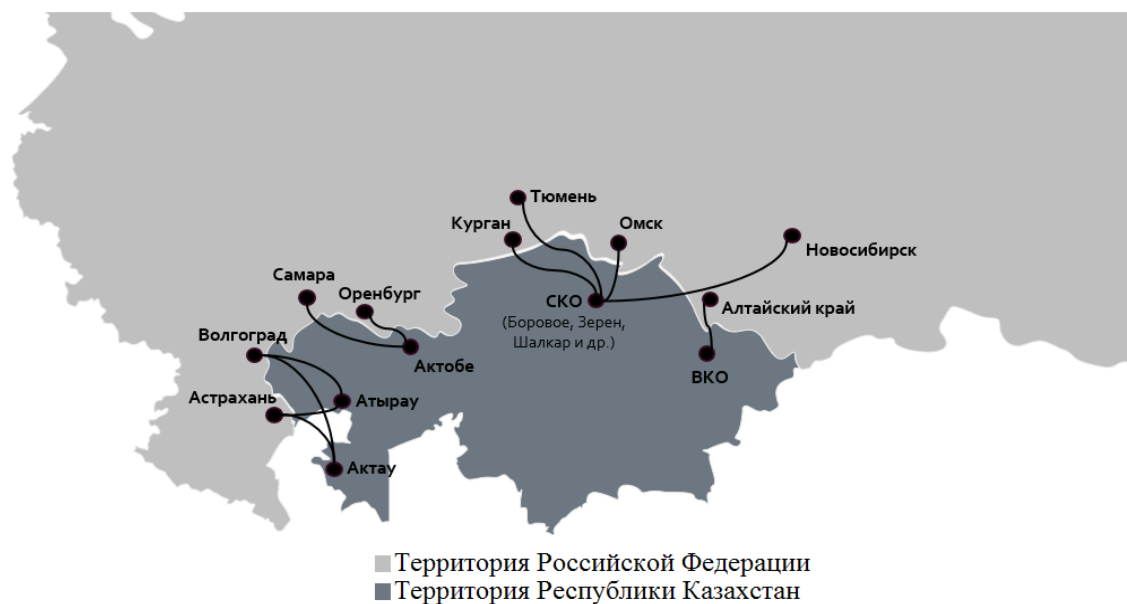 Тюмень
Курган
Омск
Новосибирск
Самара
Оренбург
СКО
Алтайский край
(Боровое, Зерен,
Шалкар и др.)
Волгоград
Актобе
ВКО
Астрахань
Атырау
Актау
Территория Российской Федерации
Территория Республики Казахстан